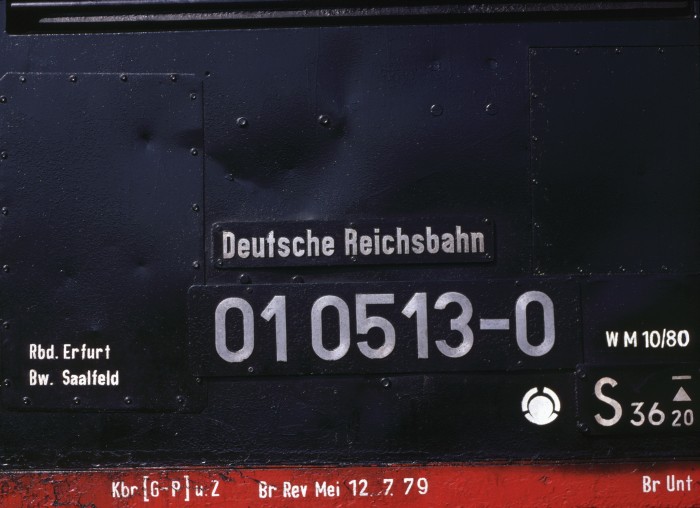 Deutsche Reichsbahn
01 0513-0
Rbd. Erfurt
Bw. Saalfeld
WM 10/80
S 36 20
Kbr [G-P] u. Z Br Rev Mei 12.7.79 Br Unt